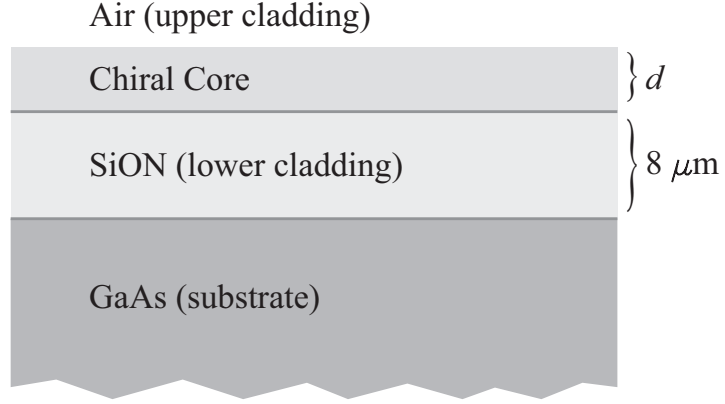 Air (upper cladding)
Chiral Core
d
SiON (lower cladding)
8 μm
GaAs (substrate)